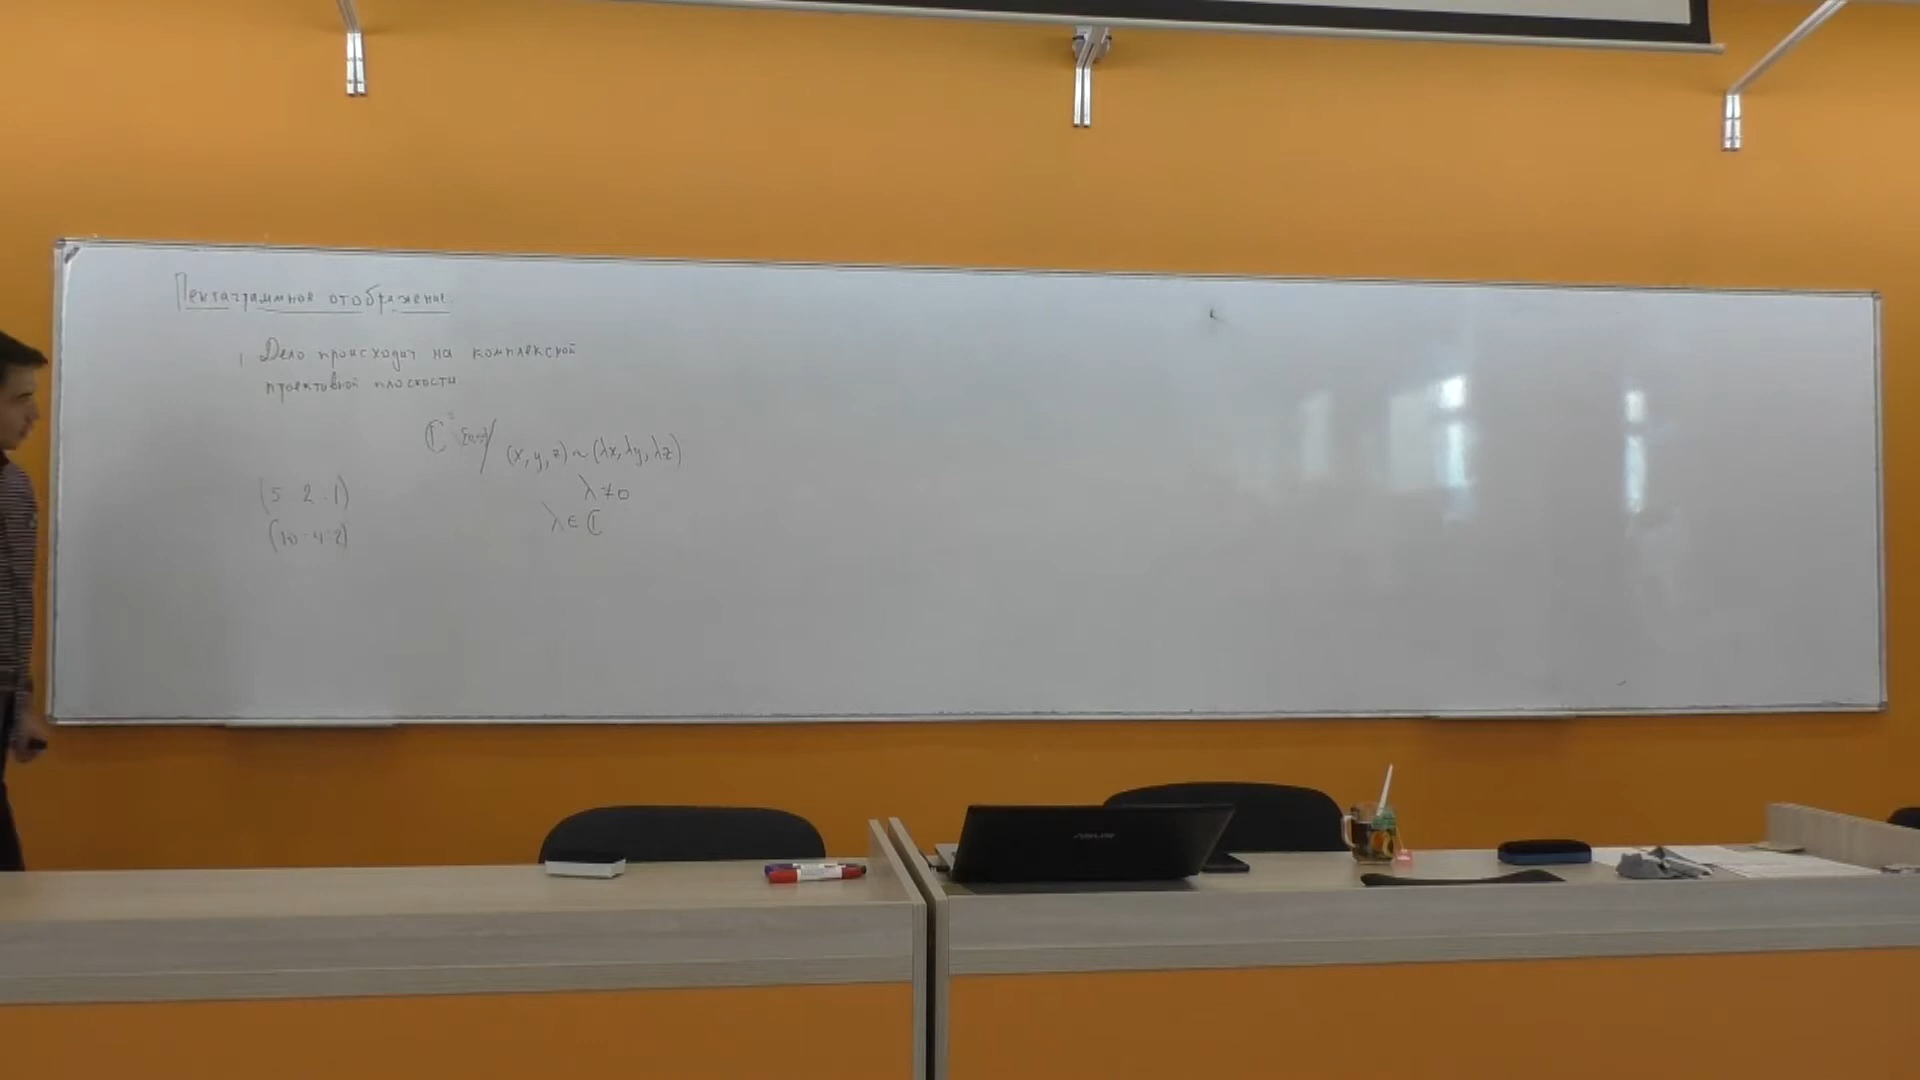 Пентаграммное отображение
1. Дело происходит на комплексной
проективной плоскости
ℂ³\{0,0,0}/(x, y, z) ~ (λx, λy, λz)
λ ≠ 0
λ ∈ ℂ
(5 : 2 : 1)
(10 : 4 : 2)
ASUS